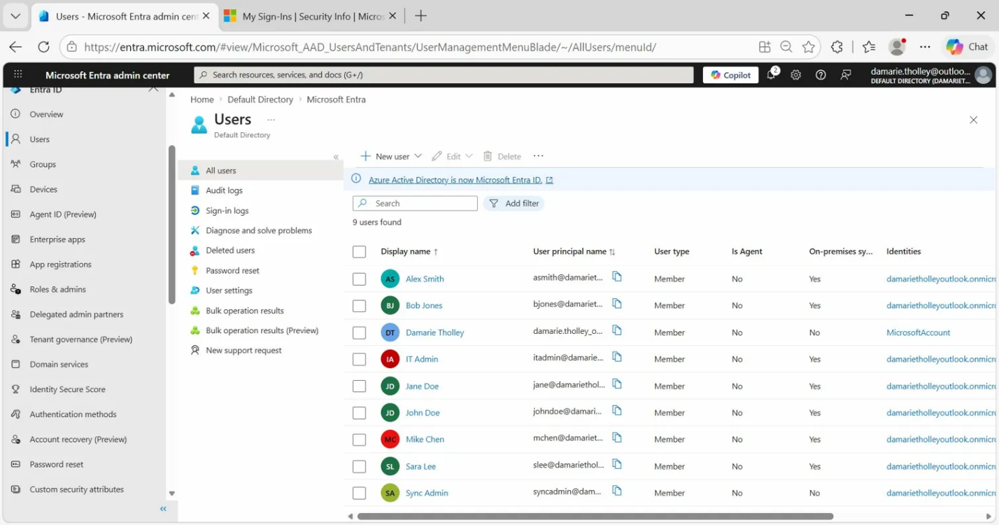 Users - Microsoft Entra admin cen
My Sign-Ins | Security Info | Micros
https://entra.microsoft.com/#view/Microsoft_AAD_UsersAndTenants/UserManagementMenuBlade/~/AllUsers/menuId/
Chat
Microsoft Entra admin center
Search resources, services, and docs (G+/)
Copilot
2
damarie.tholley@outloo...
DEFAULT DIRECTORY (DAMARIET...
Entra ID
Overview
Users
Groups
Devices
Agent ID (Preview)
Enterprise apps
App registrations
Roles & admins
Delegated admin partners
Tenant governance (Preview)
Domain services
Identity Secure Score
Authentication methods
Account recovery (Preview)
Password reset
Custom security attributes
«
Home > Default Directory > Microsoft Entra
Users ...
Default Directory
«
All users
Audit logs
Sign-in logs
Diagnose and solve problems
Deleted users
Password reset
User settings
Bulk operation results
Bulk operation results (Preview)
New support request
New user Edit Delete ...
Azure Active Directory is now Microsoft Entra ID.
Search Add filter
9 users found
Display name ↑ User principal name ↑↓ User type Is Agent On-premises sy... Identities
AS Alex Smith asmith@damariet... Member No Yes damarietholleyoutlook.onmicr
BJ Bob Jones bjones@damariet... Member No Yes damarietholleyoutlook.onmicr
DT Damarie Tholley damarie.tholley_o... Member No No MicrosoftAccount
IA IT Admin itadmin@damarie... Member No Yes damarietholleyoutlook.onmicr
JD Jane Doe jane@damariethol... Member No Yes damarietholleyoutlook.onmicr
JD John Doe johndoe@damari... Member No Yes damarietholleyoutlook.onmicr
MC Mike Chen mchen@damariet... Member No Yes damarietholleyoutlook.onmicr
SL Sara Lee slee@damariethol... Member No Yes damarietholleyoutlook.onmicr
SA Sync Admin syncadmin@dam... Member No No damarietholleyoutlook.onmicr